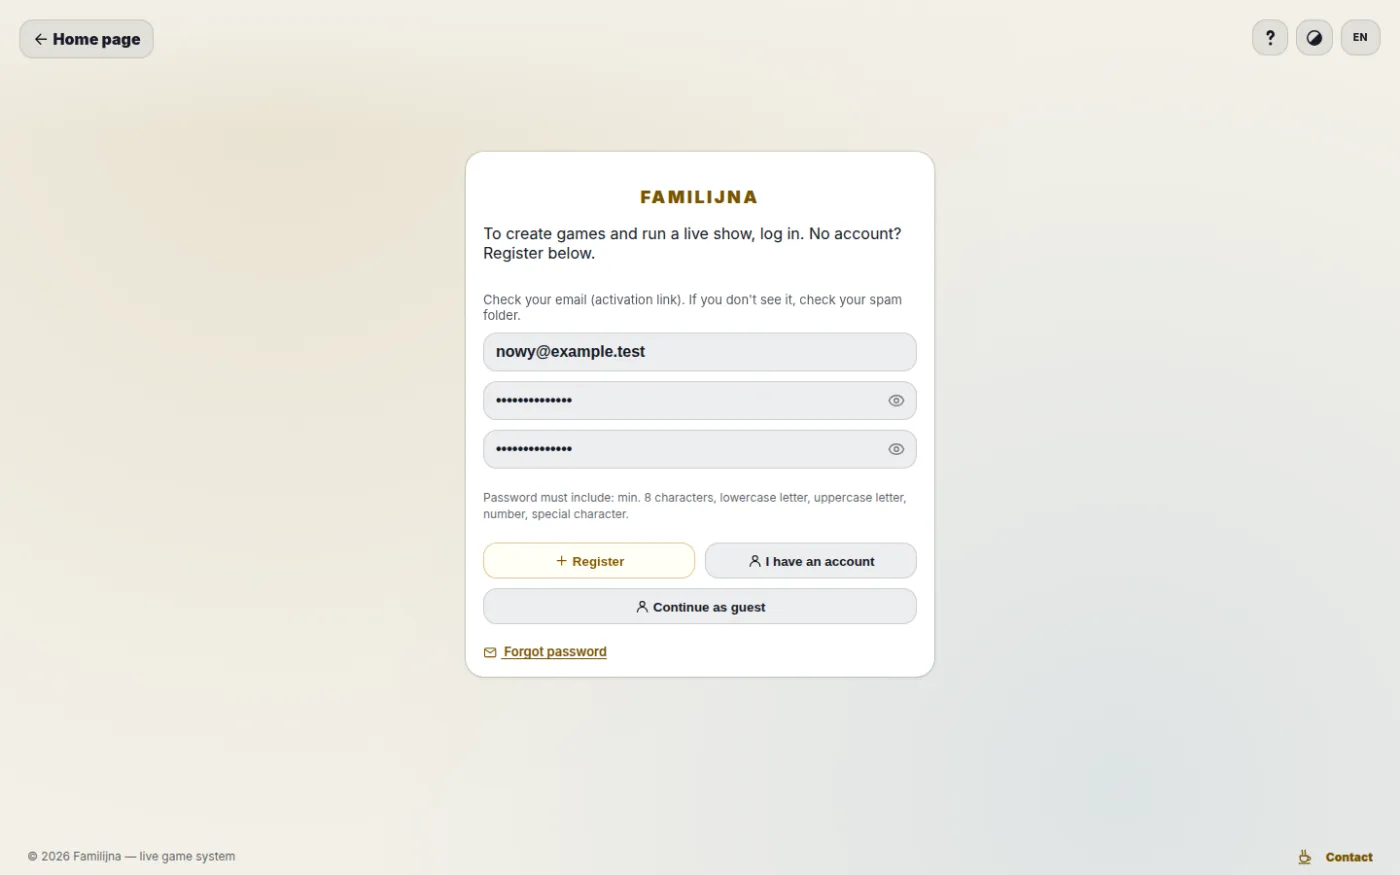 ← Home page
?
EN
FAMILIJNA
To create games and run a live show, log in. No account?
Register below.
Check your email (activation link). If you don't see it, check your spam
folder.
nowy@example.test
••••••••••••••
••••••••••••••
Password must include: min. 8 characters, lowercase letter, uppercase letter,
number, special character.
+ Register
I have an account
Continue as guest
Forgot password
© 2026 Familijna — live game system
Contact